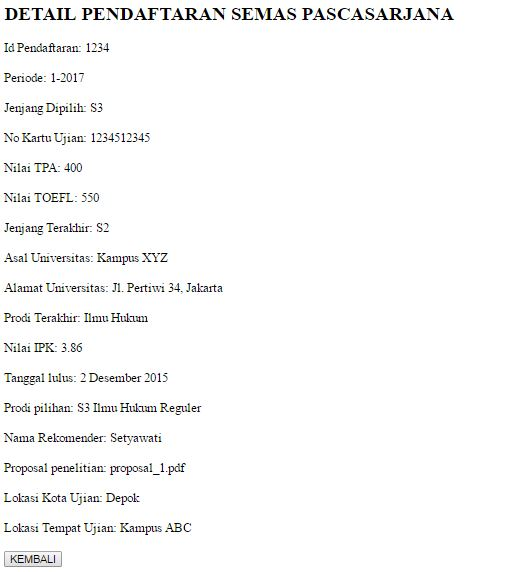 DETAIL PENDAFTARAN SEMAS PASCASARJANA
Id Pendaftaran: 1234
Periode: 1-2017
Jenjang Dipilih: S3
No Kartu Ujian: 1234512345
Nilai TPA: 400
Nilai TOEFL: 550
Jenjang Terakhir: S2
Asal Universitas: Kampus XYZ
Alamat Universitas: Jl. Pertiwi 34, Jakarta
Prodi Terakhir: Ilmu Hukum
Nilai IPK: 3.86
Tanggal lulus: 2 Desember 2015
Prodi pilihan: S3 Ilmu Hukum Reguler
Nama Rekomender: Setyawati
Proposal penelitian: proposal_1.pdf
Lokasi Kota Ujian: Depok
Lokasi Tempat Ujian: Kampus ABC
KEMBALI